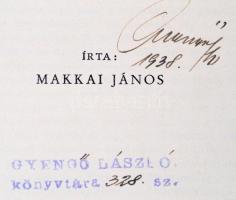 1938.
ÍRTA:
MAKKAI JÁNOS
GYENGŐ LÁSZLÓ
könyvtára 328. sz.